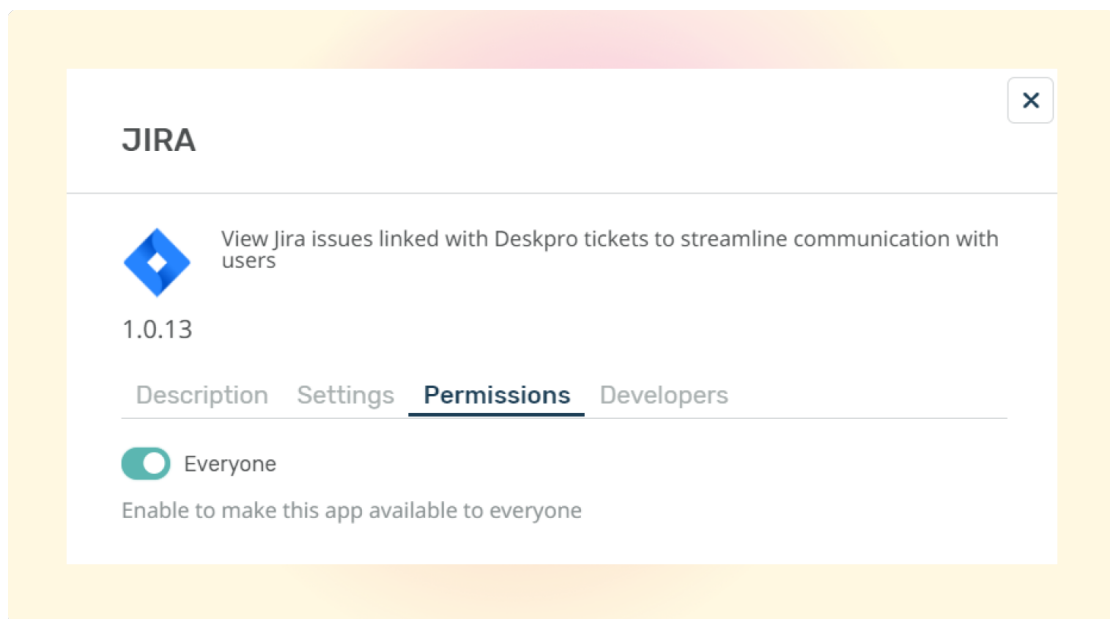 JIRA
View Jira issues linked with Deskpro tickets to streamline communication with
users
1.0.13
Description Settings Permissions Developers
Everyone
Enable to make this app available to everyone